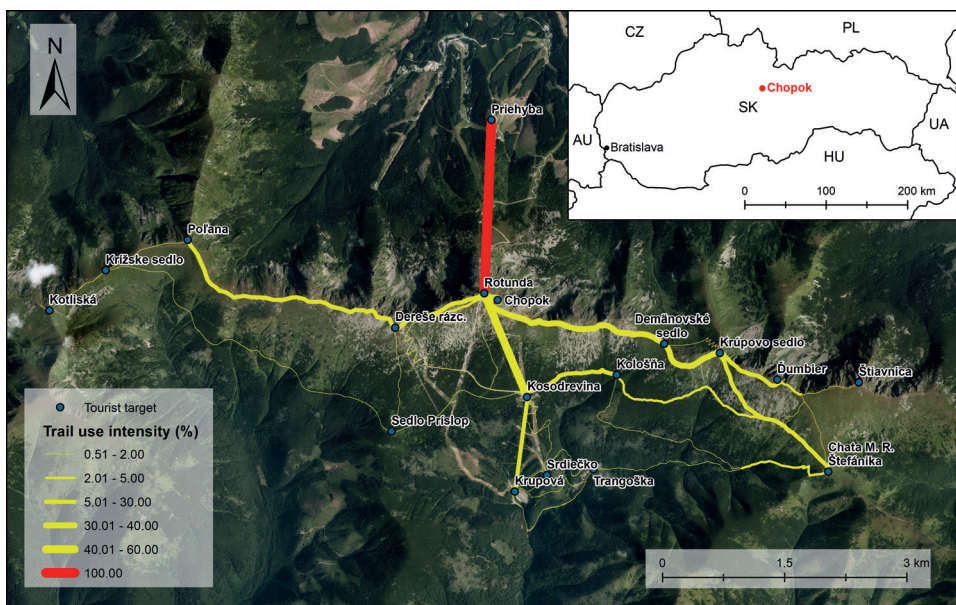 N
Priehyba
Poľana
Krížske sedlo
Kotliská
Rotunda
Chopok
Dereše rázc.
Demänovské
sedlo
Krúpovo sedlo
Kološňa
Ďumbier
Štiavnica
Kosodrevina
Sedlo Príslop
Chata M. R.
Štefánika
Srdiečko
Krupová
Trangoška
CZ
PL
Chopok
SK
UA
AU
Bratislava
HU
0 100 200 km
Tourist target
Trail use intensity (%)
0.51 - 2.00
2.01 - 5.00
5.01 - 30.00
30.01 - 40.00
40.01 - 60.00
100.00
0 1.5 3 km